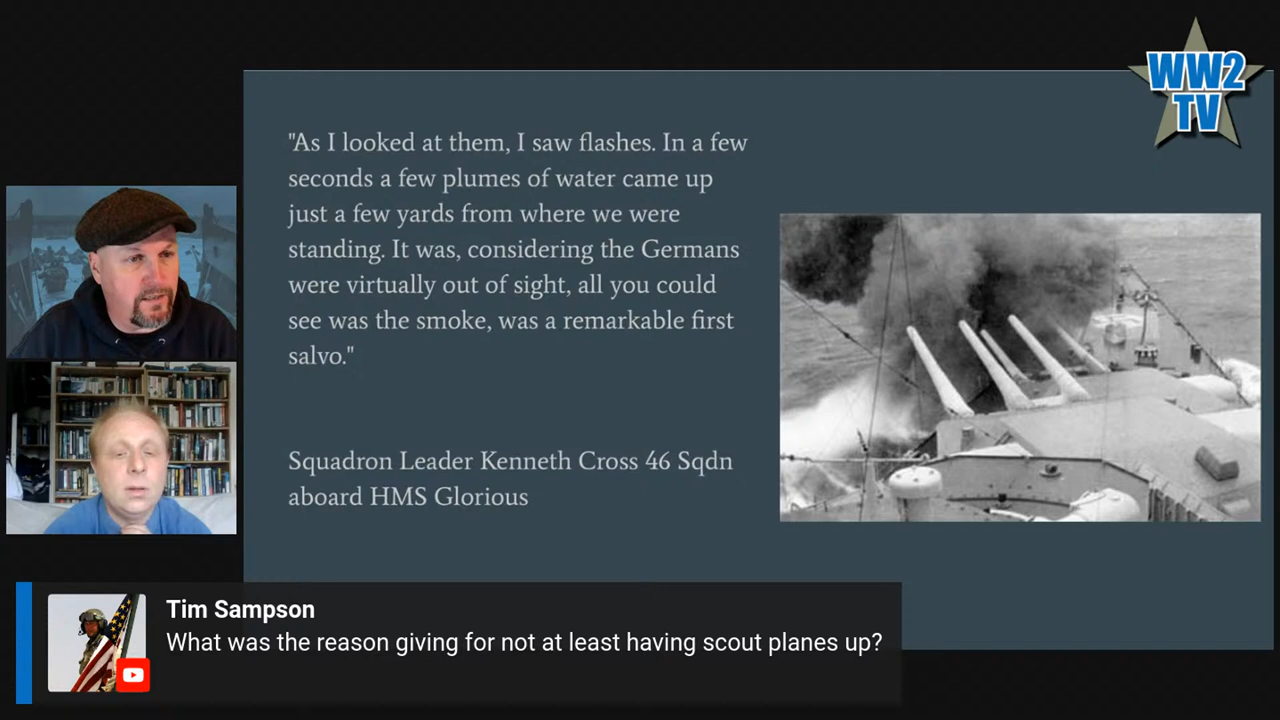 WW2
TV
"As I looked at them, I saw flashes. In a few
seconds a few plumes of water came up
just a few yards from where we were
standing. It was, considering the Germans
were virtually out of sight, all you could
see was the smoke, was a remarkable first
salvo."
Squadron Leader Kenneth Cross 46 Sqdn
aboard HMS Glorious
Tim Sampson
What was the reason giving for not at least having scout planes up?